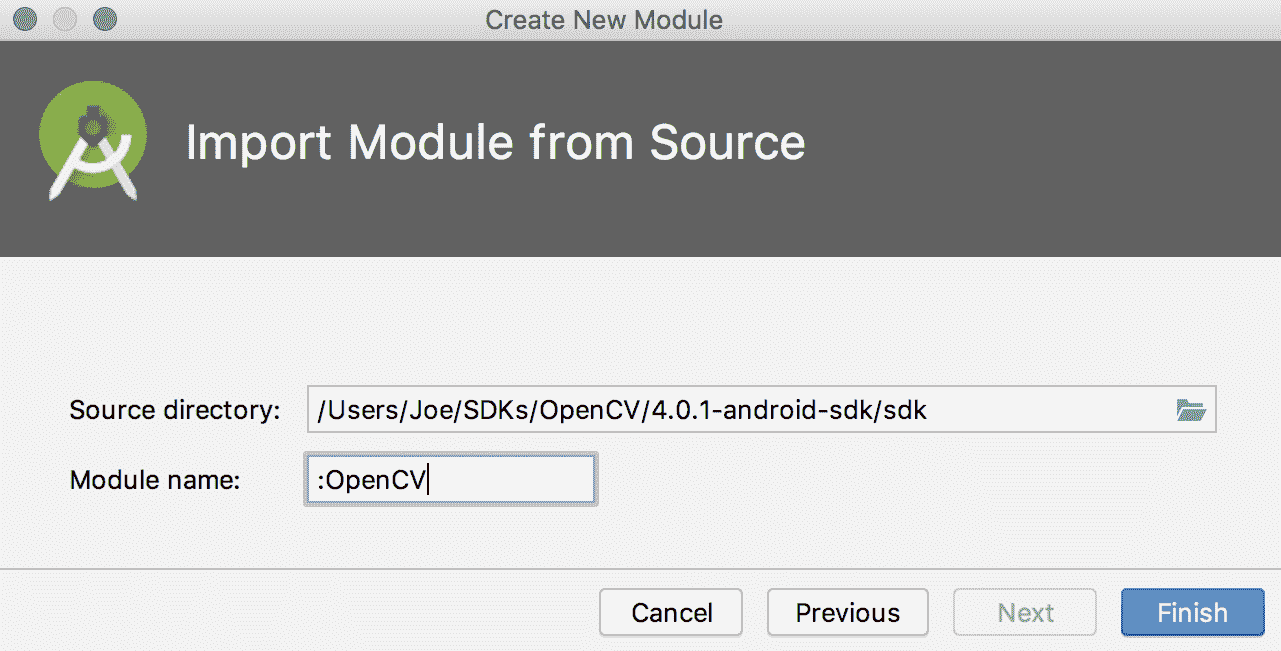 Create New Module
Import Module from Source
Source directory: /Users/Joe/SDKs/OpenCV/4.0.1-android-sdk/sdk
Module name: :OpenCV
Cancel Previous Next Finish